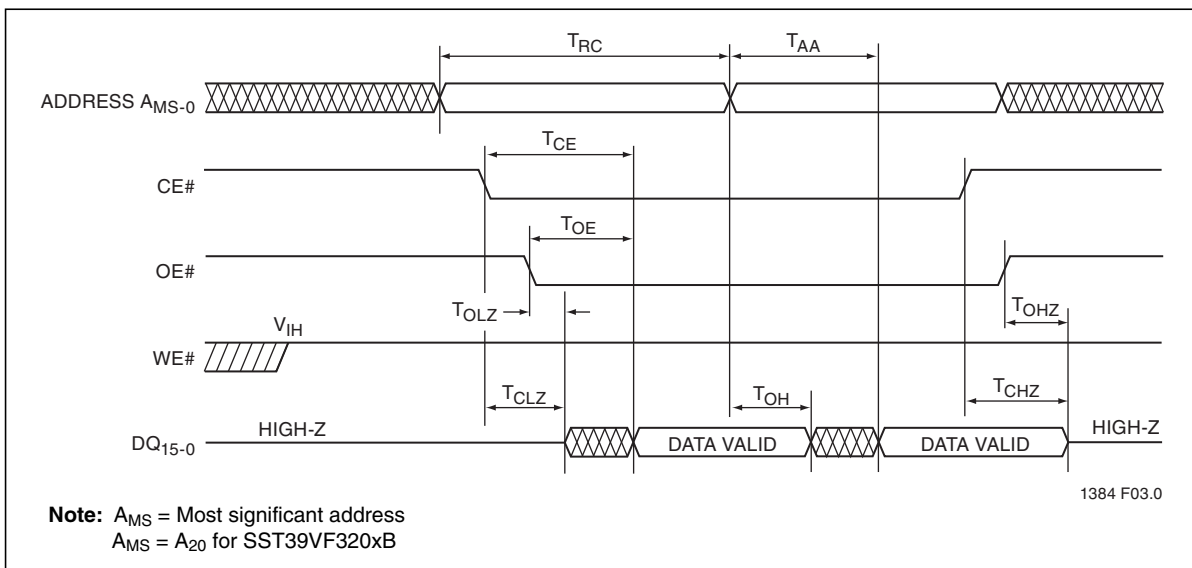 TRC TAA
ADDRESS AMS-0
TCE
CE#
TOE
OE#
TOLZ TOHZ
VIH
WE#
TCLZ TOH TCHZ
HIGH-Z HIGH-Z
DQ15-0 DATA VALID DATA VALID
1384 F03.0
Note: AMS = Most significant address
AMS = A20 for SST39VF320xB